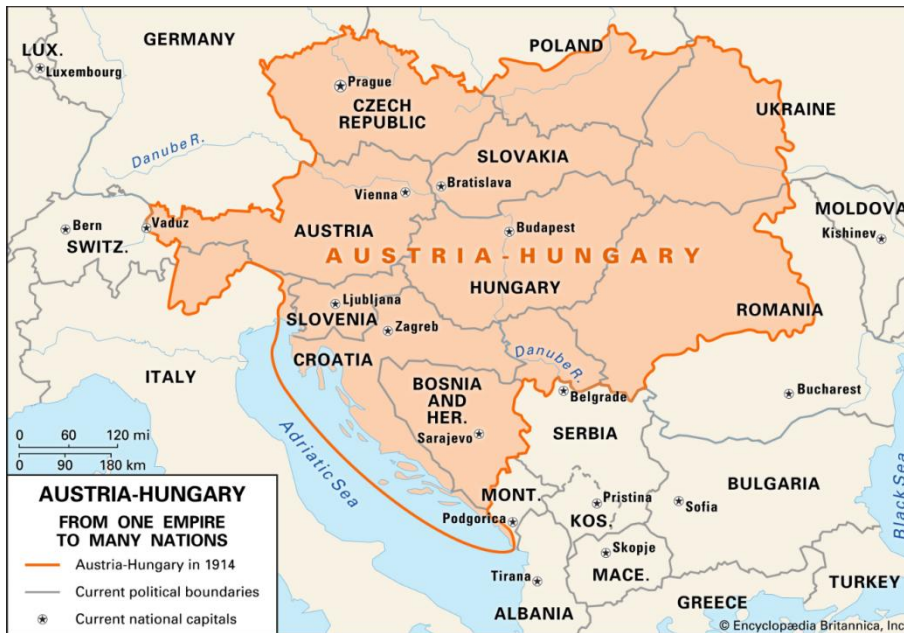 LUX.
Luxembourg
GERMANY
POLAND
Prague
CZECH
REPUBLIC
UKRAINE
Danube R.
SLOVAKIA
Vienna
Bratislava
Bern
SWITZ.
Vaduz
AUSTRIA
Budapest
MOLDOVA
Kishinev
AUSTRIA-HUNGARY
HUNGARY
Ljubljana
SLOVENIA
Zagreb
ROMANIA
CROATIA
Danube R.
ITALY
BOSNIA
AND
HER.
Sarajevo
Belgrade
Bucharest
SERBIA
0 60 120 mi
0 90 180 km
Adriatic Sea
Black Sea
MONT.
Podgorica
Pristina
KOS.
Sofia
BULGARIA
Skopje
MACE.
Tirana
ALBANIA
GREECE
TURKEY
AUSTRIA-HUNGARY
FROM ONE EMPIRE
TO MANY NATIONS
Austria-Hungary in 1914
Current political boundaries
Current national capitals
© Encyclopædia Britannica, Inc